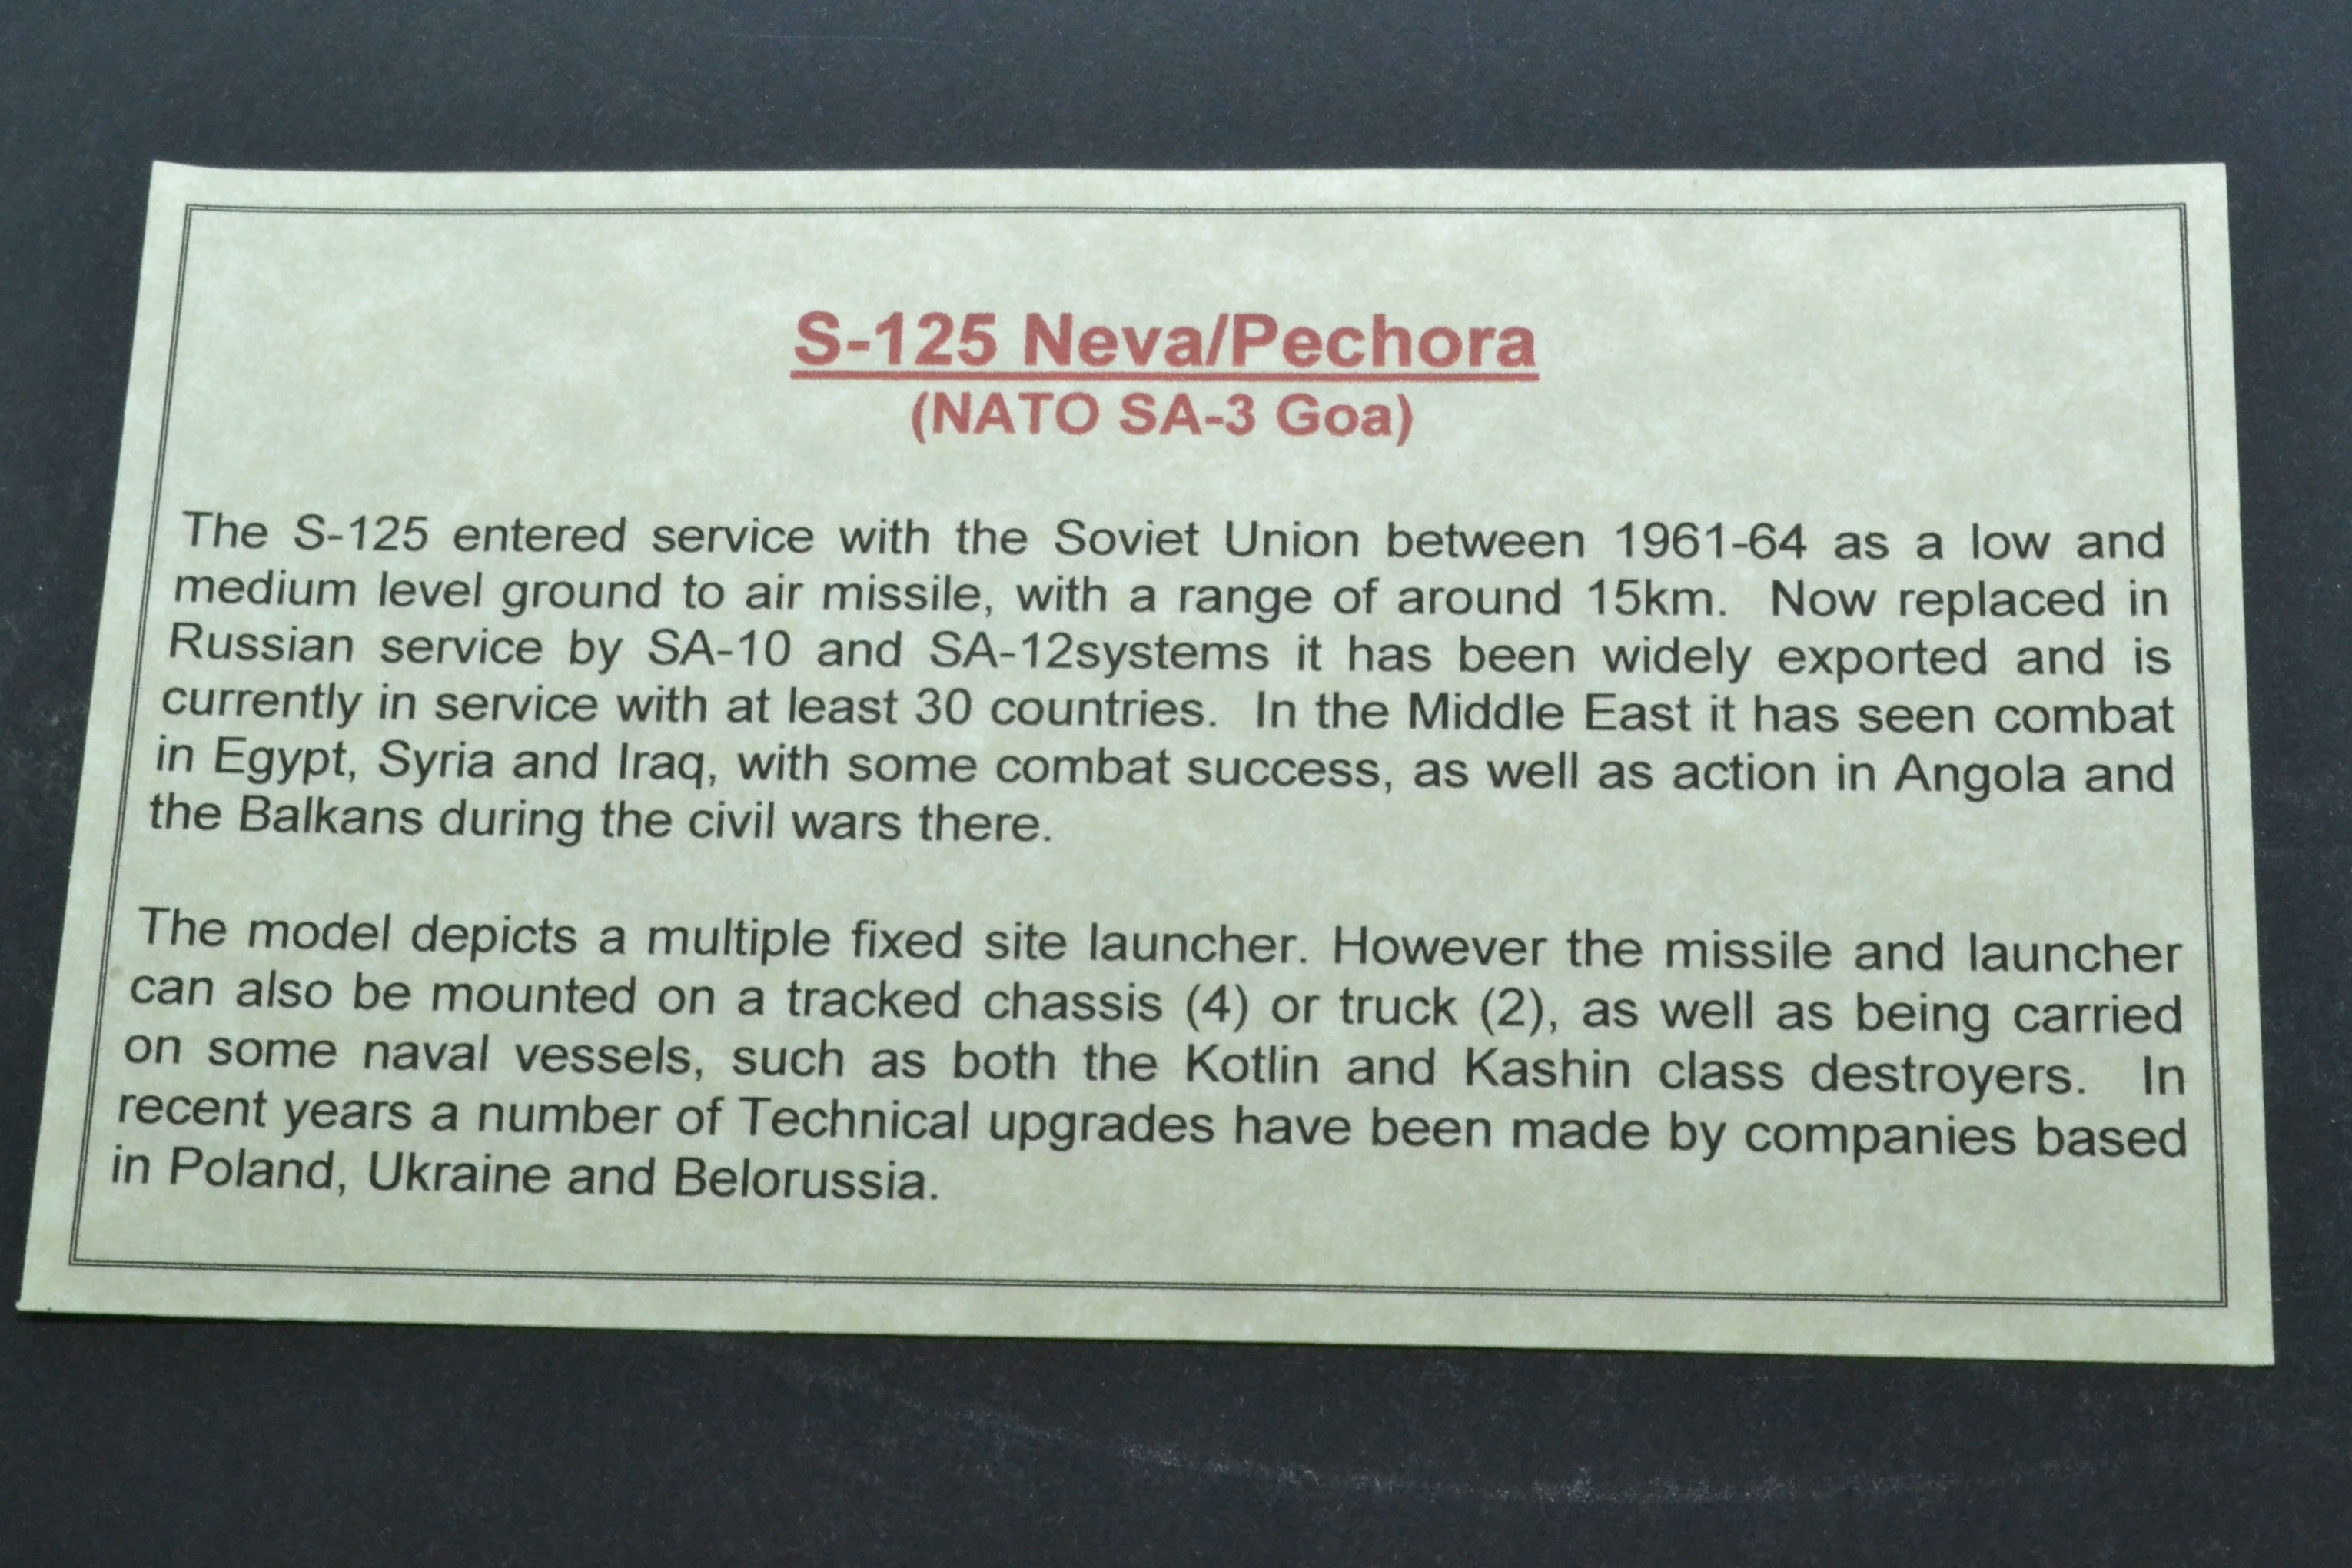 S-125 Neva/Pechora
(NATO SA-3 Goa)
The S-125 entered service with the Soviet Union between 1961-64 as a low and
medium level ground to air missile, with a range of around 15km. Now replaced in
Russian service by SA-10 and SA-12systems it has been widely exported and is
currently in service with at least 30 countries. In the Middle East it has seen combat
in Egypt, Syria and Iraq, with some combat success, as well as action in Angola and
the Balkans during the civil wars there.
The model depicts a multiple fixed site launcher. However the missile and launcher
can also be mounted on a tracked chassis (4) or truck (2), as well as being carried
on some naval vessels, such as both the Kotlin and Kashin class destroyers. In
recent years a number of Technical upgrades have been made by companies based
in Poland, Ukraine and Belorussia.